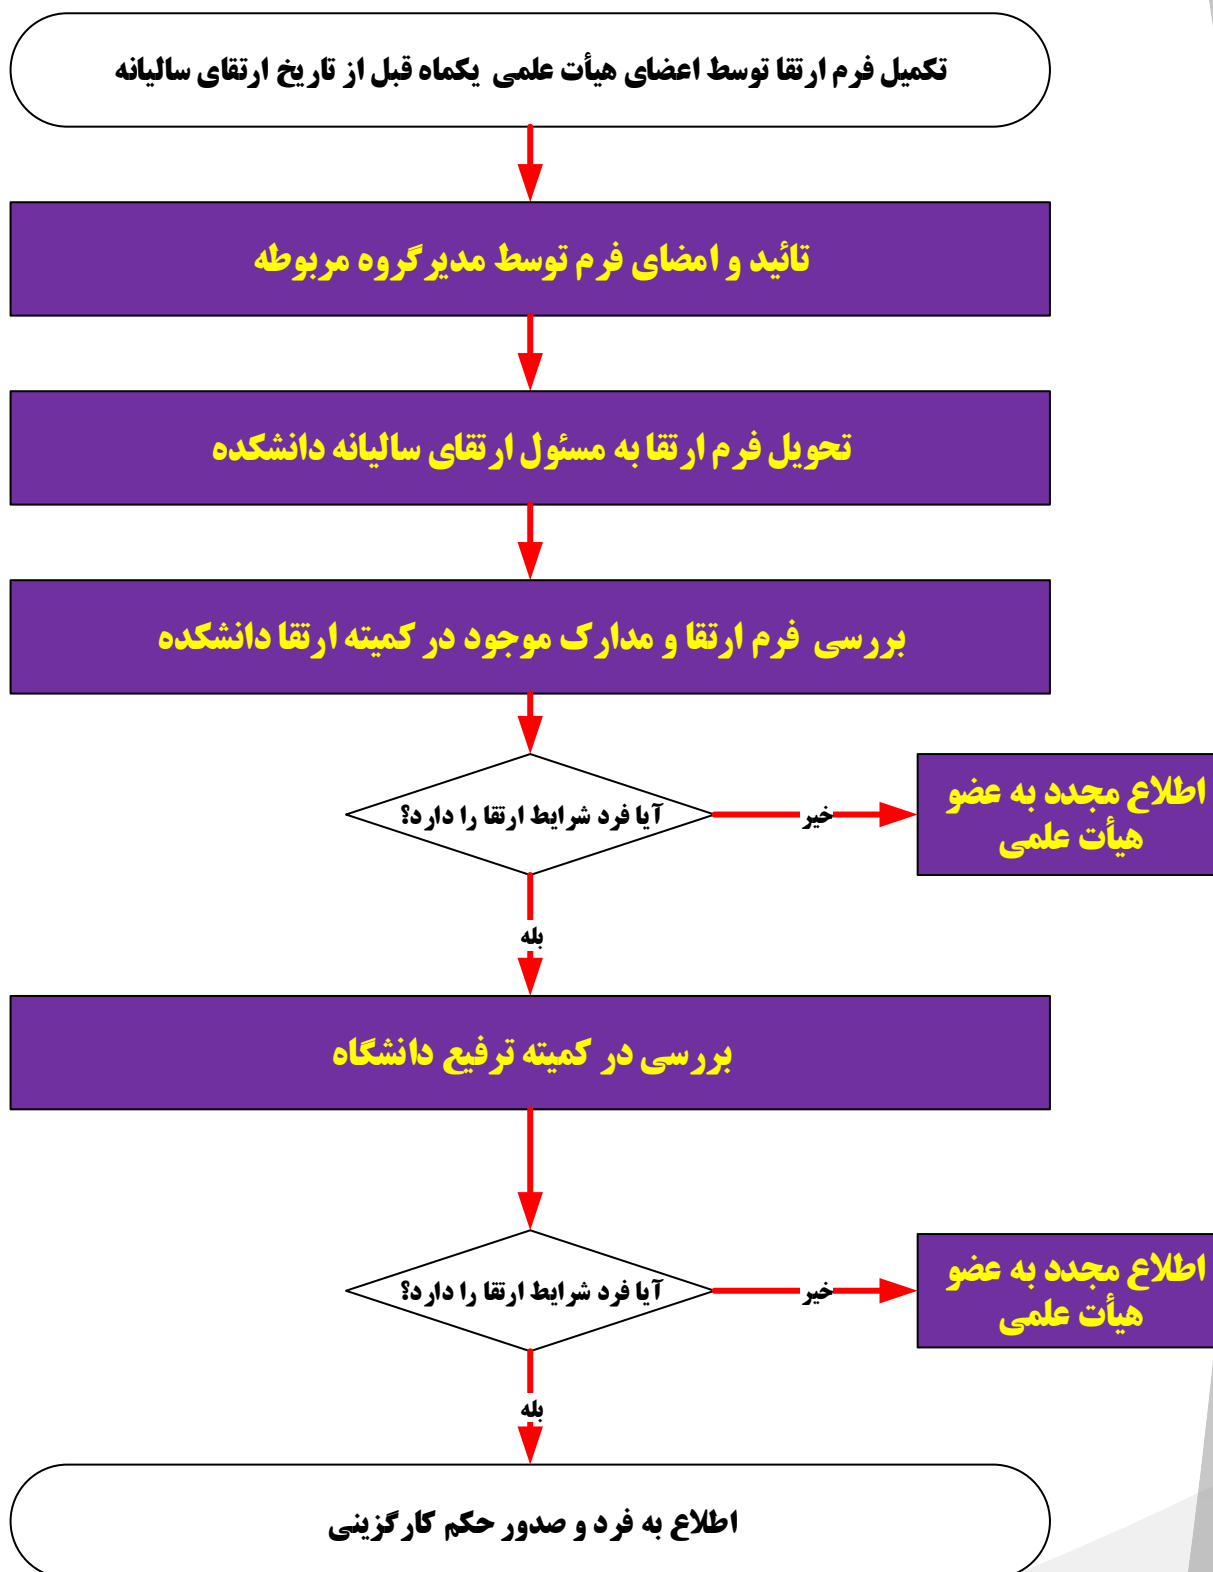 تکمیل فرم ارتقا توسط اعضای هیأت علمی یکماه قبل از تاریخ ارتقای سالیانه
تائید و امضای فرم توسط مدیرگروه مربوطه
تحویل فرم ارتقا به مسئول ارتقای سالیانه دانشکده
بررسی فرم ارتقا و مدارک موجود در کمیته ارتقا دانشکده
آیا فرد شرایط ارتقا را دارد؟
خیر
اطلاع مجدد به عضو
هیأت علمی
بله
بررسی در کمیته ترفیع دانشگاه
آیا فرد شرایط ارتقا را دارد؟
خیر
اطلاع مجدد به عضو
هیأت علمی
بله
اطلاع به فرد و صدور حکم کارگزینی